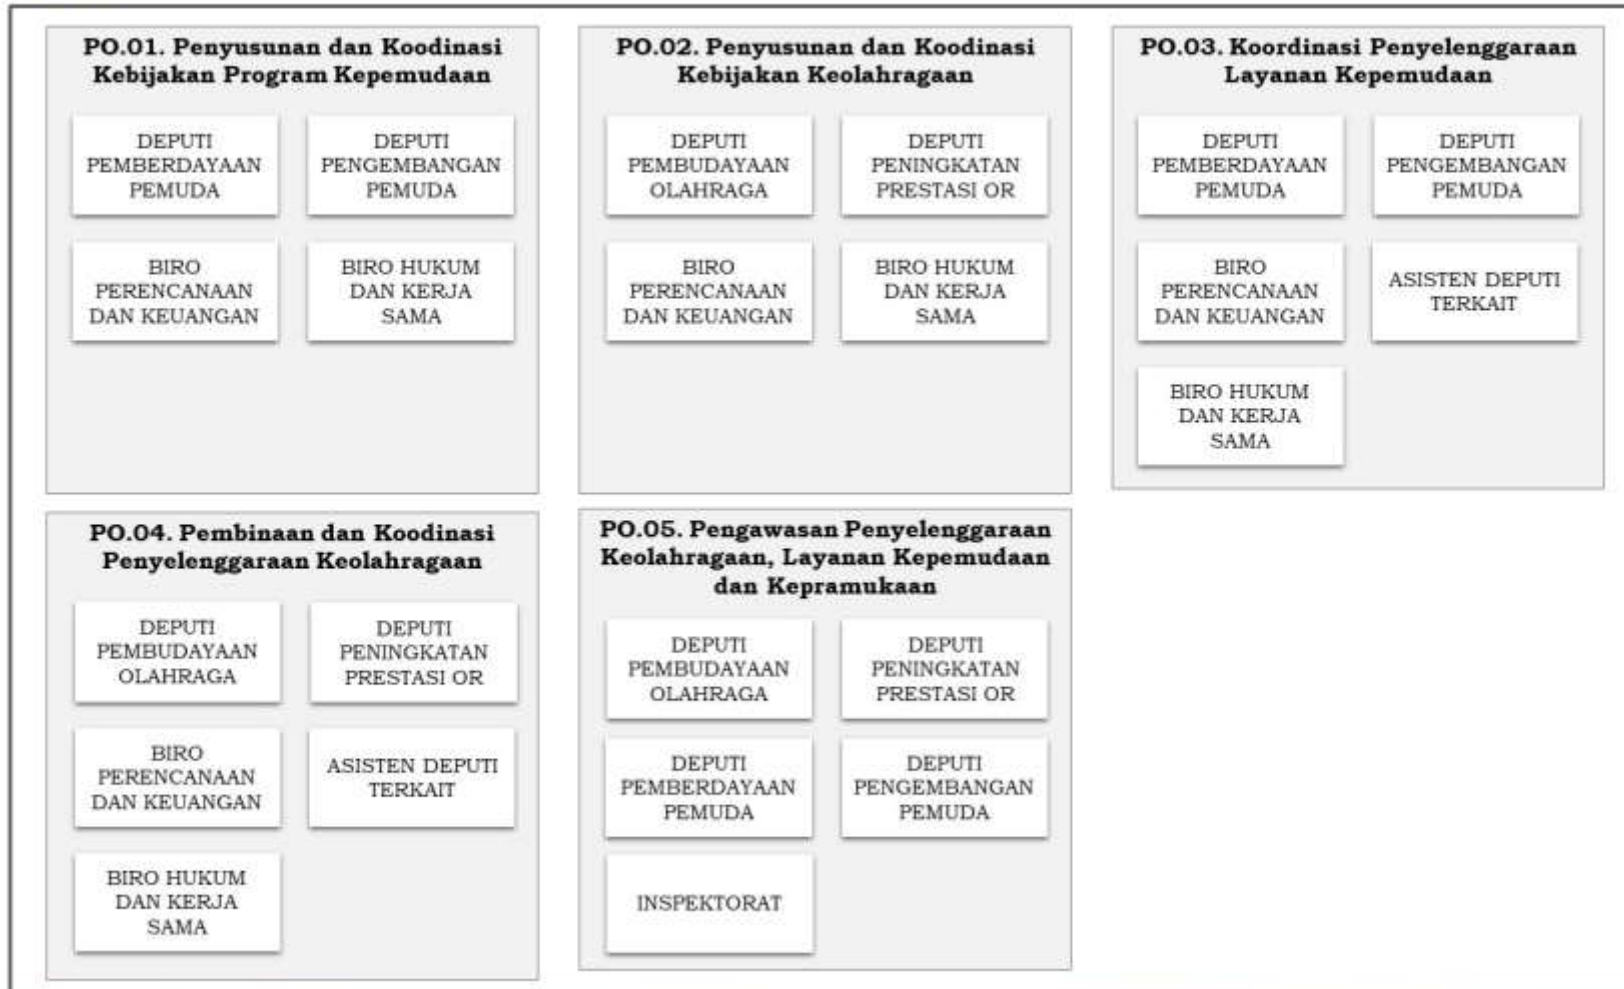 PO.01. Penyusunan dan Koodinasi
Kebijakan Program Kepemudaan
DEPUTI
PEMBERDAYAAN
PEMUDA
DEPUTI
PENGEMBANGAN
PEMUDA
BIRO
PERENCANAAN
DAN KEUANGAN
BIRO HUKUM
DAN KERJA
SAMA
PO.02. Penyusunan dan Koodinasi
Kebijakan Keolahragaan
DEPUTI
PEMBUDAYAAN
OLAHRAGA
DEPUTI
PENINGKATAN
PRESTASI OR
BIRO
PERENCANAAN
DAN KEUANGAN
BIRO HUKUM
DAN KERJA
SAMA
PO.03. Koordinasi Penyelenggaraan
Layanan Kepemudaan
DEPUTI
PEMBERDAYAAN
PEMUDA
DEPUTI
PENGEMBANGAN
PEMUDA
BIRO
PERENCANAAN
DAN KEUANGAN
ASISTEN DEPUTI
TERKAIT
BIRO HUKUM
DAN KERJA
SAMA
PO.04. Pembinaan dan Koodinasi
Penyelenggaraan Keolahragaan
DEPUTI
PEMBUDAYAAN
OLAHRAGA
DEPUTI
PENINGKATAN
PRESTASI OR
BIRO
PERENCANAAN
DAN KEUANGAN
ASISTEN DEPUTI
TERKAIT
BIRO HUKUM
DAN KERJA
SAMA
PO.05. Pengawasan Penyelenggaraan
Keolahragaan, Layanan Kepemudaan
dan Kepramukaan
DEPUTI
PEMBUDAYAAN
OLAHRAGA
DEPUTI
PENINGKATAN
PRESTASI OR
DEPUTI
PEMBERDAYAAN
PEMUDA
DEPUTI
PENGEMBANGAN
PEMUDA
INSPEKTORAT